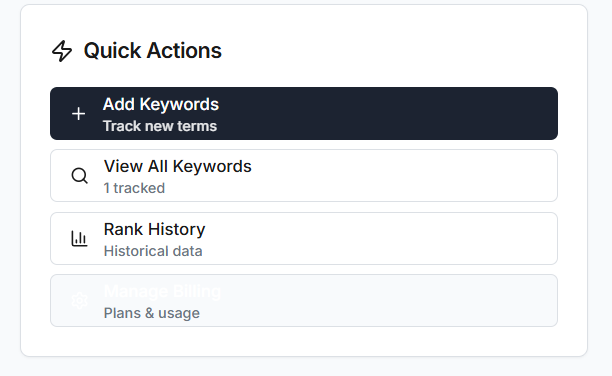 Quick Actions
Add Keywords
Track new terms
View All Keywords
1 tracked
Rank History
Historical data
Manage Billing
Plans & usage